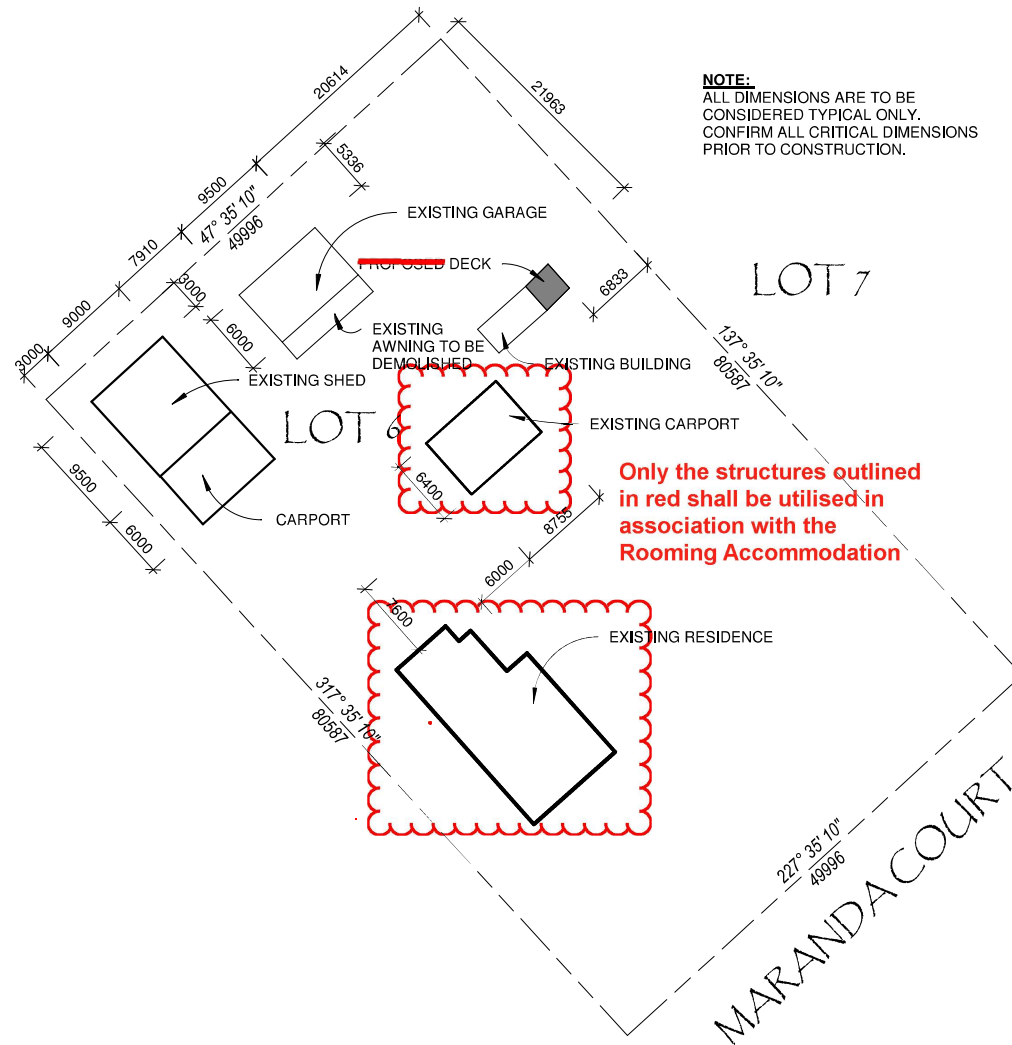 20614
21963
NOTE:
ALL DIMENSIONS ARE TO BE
CONSIDERED TYPICAL ONLY.
CONFIRM ALL CRITICAL DIMENSIONS
PRIOR TO CONSTRUCTION.
5336
9500
47° 35' 10"
49996
EXISTING GARAGE
7910
PROPOSED DECK
LOT 7
3000
6833
9000
6000
EXISTING
AWNING TO BE
DEMOLISHED
137° 35' 10"
80587
3000
EXISTING BUILDING
EXISTING SHED
LOT 6
EXISTING CARPORT
9500
6400
Only the structures outlined
in red shall be utilised in
association with the
Rooming Accommodation
CARPORT
8755
6000
6000
7600
EXISTING RESIDENCE
317° 35' 10"
80587
227° 35' 10"
49996
MARANDA COURT